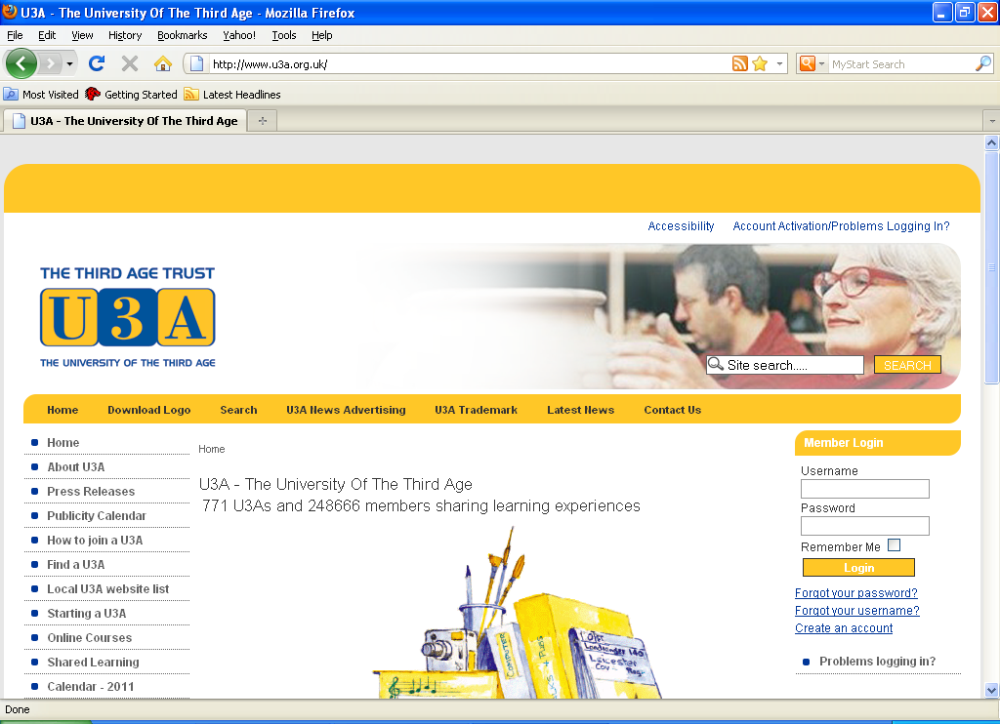 U3A - The University Of The Third Age - Mozilla Firefox
File Edit View History Bookmarks Yahoo! Tools Help
http://www.u3a.org.uk/
MyStart Search
Most Visited Getting Started Latest Headlines
U3A - The University Of The Third Age
Accessibility Account Activation/Problems Logging In?
THE THIRD AGE TRUST
U3A
THE UNIVERSITY OF THE THIRD AGE
Site search..... SEARCH
Home Download Logo Search U3A News Advertising U3A Trademark Latest News Contact Us
Home
About U3A
Press Releases
Publicity Calendar
How to join a U3A
Find a U3A
Local U3A website list
Starting a U3A
Online Courses
Shared Learning
Calendar - 2011
Home
U3A - The University Of The Third Age
771 U3As and 248666 members sharing learning experiences
COMPUTERS
Leicester
Member Login
Username
Password
Remember Me
Login
Forgot your password?
Forgot your username?
Create an account
Problems logging in?
Done